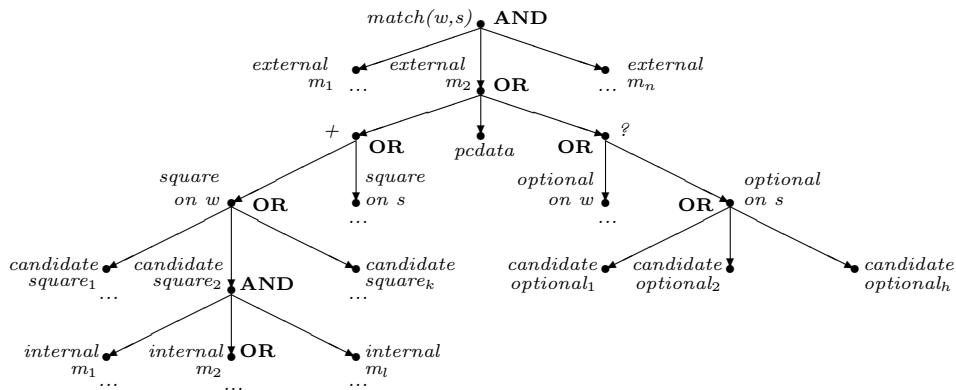 match(w,s) AND
external external external
m1 m2 OR mn
... ...
+ OR pcdata OR ?
square square optional optional
on w OR on s on w OR on s
... ...
candidate candidate candidate candidate candidate candidate
square1 square2 squarek optional1 optional2 optionalh
... AND ...
internal internal OR internal
m1 m2 ml
... ... ...